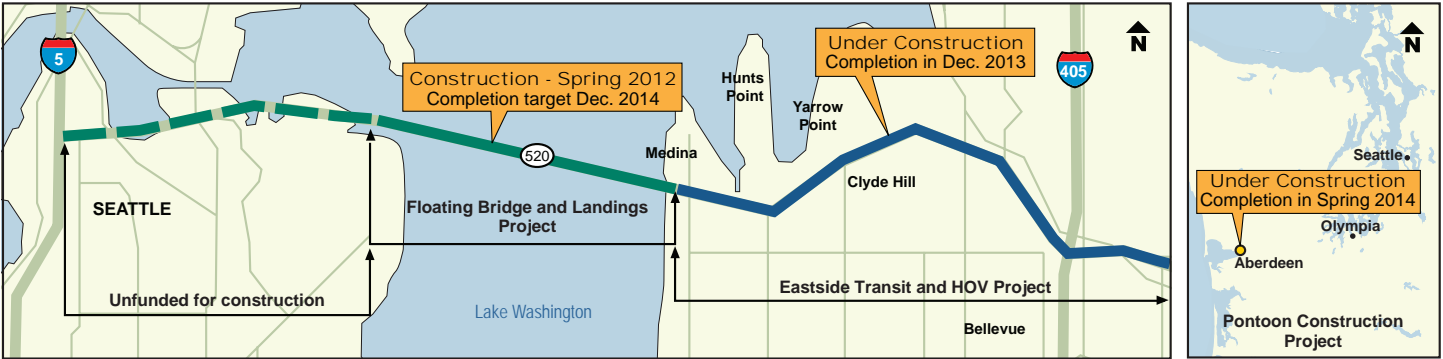 5
Construction - Spring 2012
Completion target Dec. 2014
Under Construction
Completion in Dec. 2013
405
N
Hunts
Point
Yarrow
Point
520
Medina
Clyde Hill
SEATTLE
Floating Bridge and Landings
Project
Unfunded for construction
Lake Washington
Eastside Transit and HOV Project
Bellevue
N
Seattle
Under Construction
Completion in Spring 2014
Olympia
Aberdeen
Pontoon Construction
Project